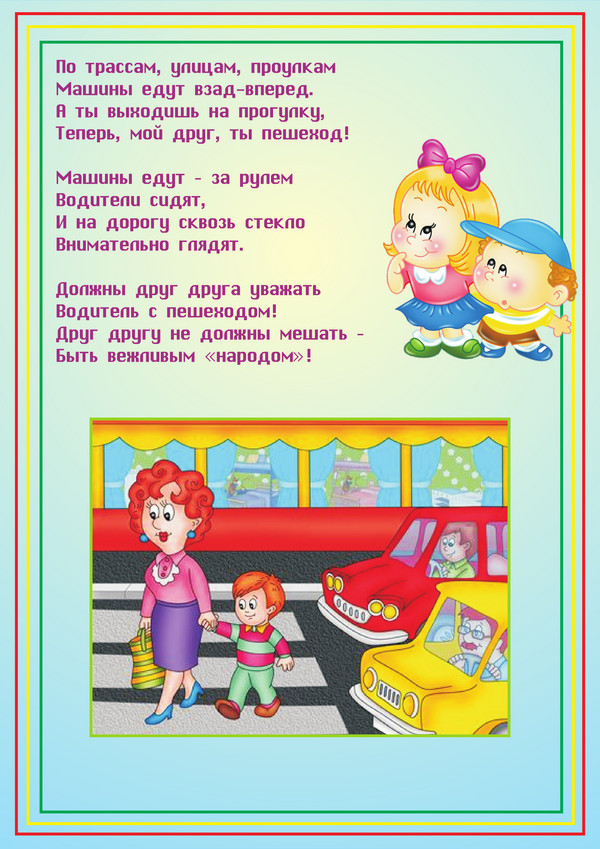 По трассам, улицам, проулкам
Машины едут взад-вперед.
А ты выходишь на прогулку,
Теперь, мой друг, ты пешеход!
Машины едут - за рулем
Водители сидят,
И на дорогу сквозь стекло
Внимательно глядят.
Должны друг друга уважать
Водитель с пешеходом!
Друг другу не должны мешать -
Быть вежливым «народом»!